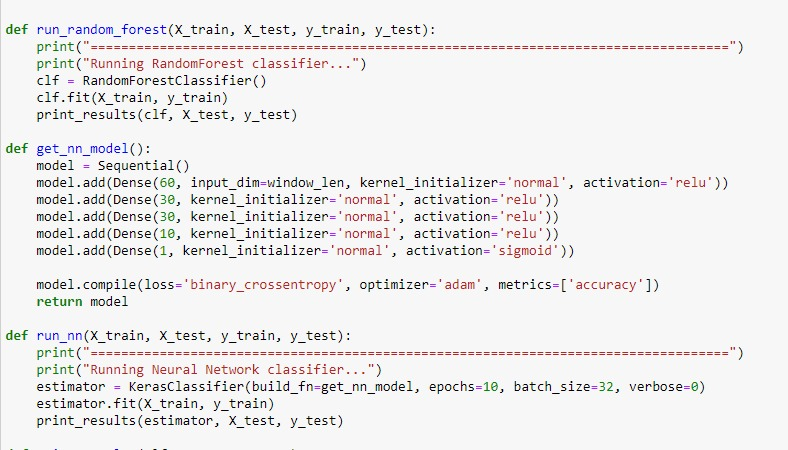 def run_random_forest(X_train, X_test, y_train, y_test):
    print("===================================================================================")
    print("Running RandomForest classifier...")
    clf = RandomForestClassifier()
    clf.fit(X_train, y_train)
    print_results(clf, X_test, y_test)
def get_nn_model():
    model = Sequential()
    model.add(Dense(60, input_dim=window_len, kernel_initializer='normal', activation='relu'))
    model.add(Dense(30, kernel_initializer='normal', activation='relu'))
    model.add(Dense(30, kernel_initializer='normal', activation='relu'))
    model.add(Dense(10, kernel_initializer='normal', activation='relu'))
    model.add(Dense(1, kernel_initializer='normal', activation='sigmoid'))
    model.compile(loss='binary_crossentropy', optimizer='adam', metrics=['accuracy'])
    return model
def run_nn(X_train, X_test, y_train, y_test):
    print("===================================================================================")
    print("Running Neural Network classifier...")
    estimator = KerasClassifier(build_fn=get_nn_model, epochs=10, batch_size=32, verbose=0)
    estimator.fit(X_train, y_train)
    print_results(estimator, X_test, y_test)